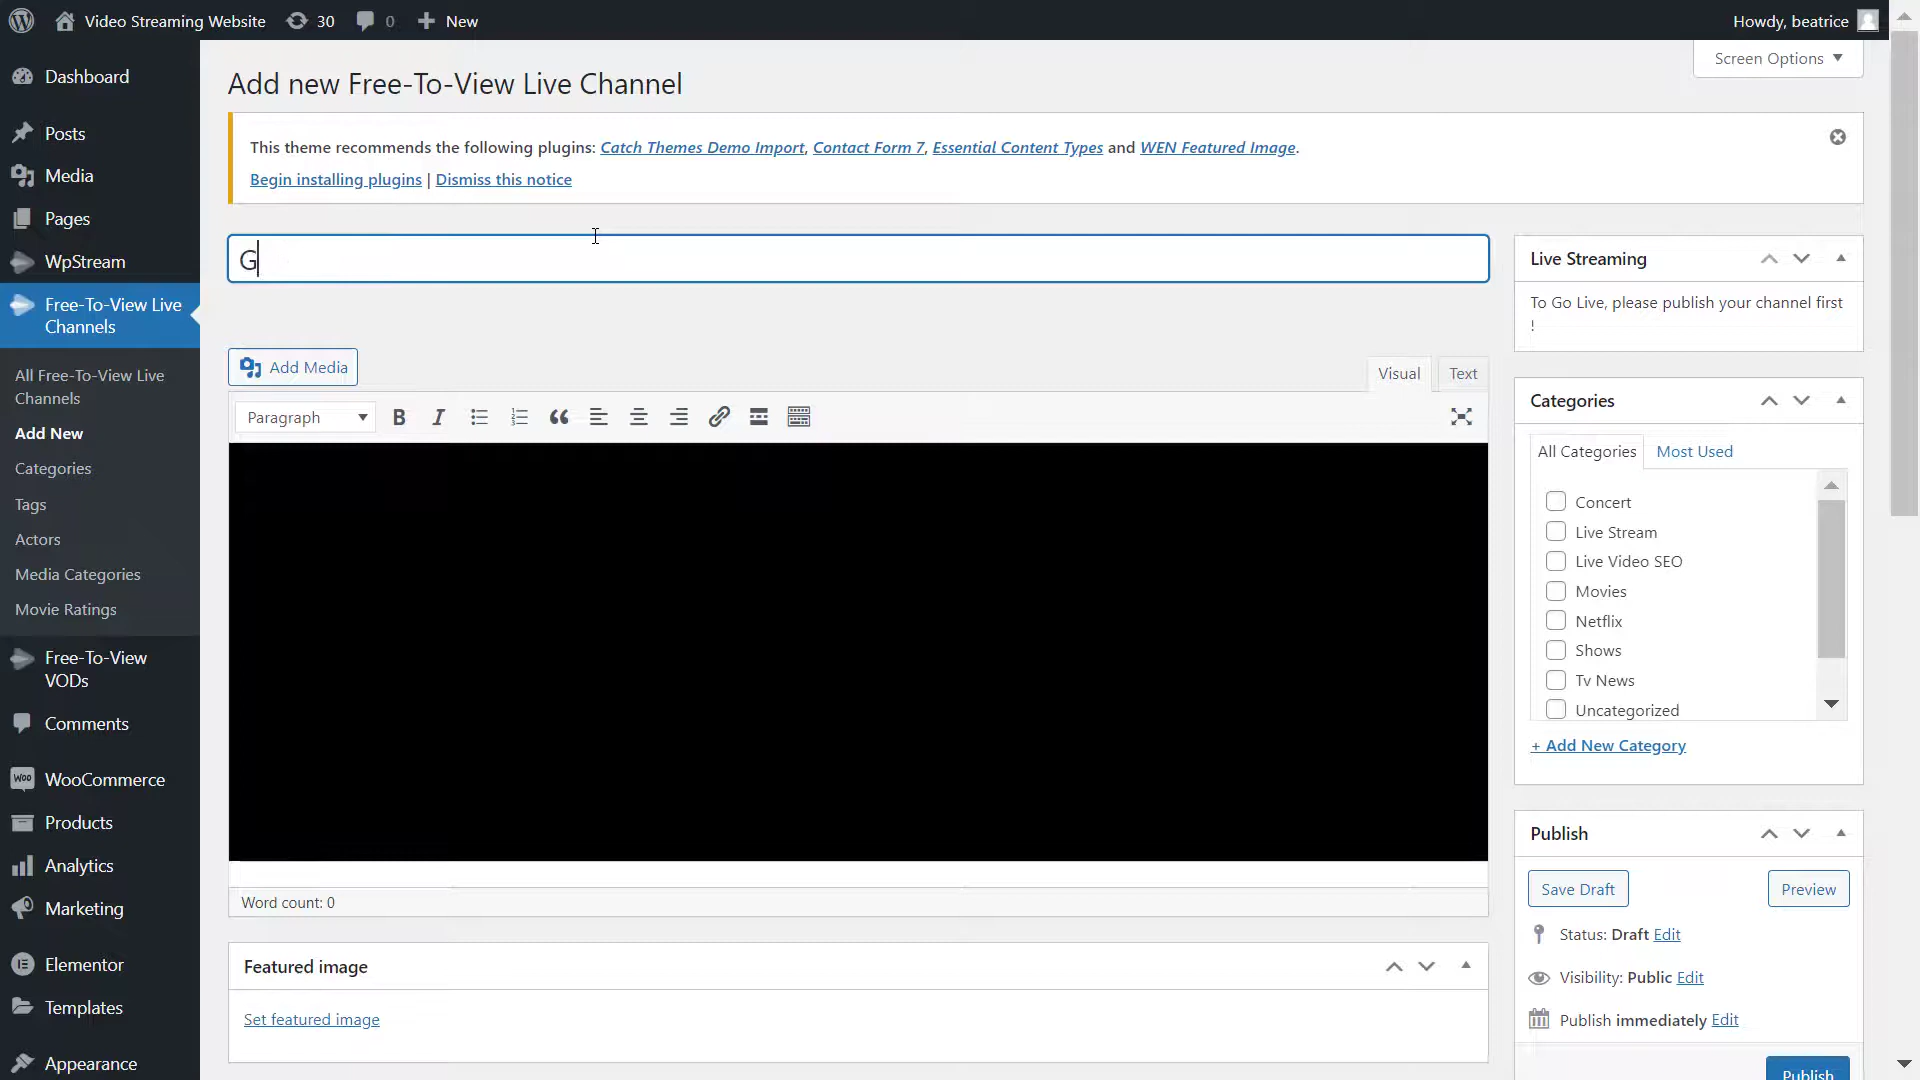 Video Streaming Website 30 0 New Howdy, beatrice
Screen Options
Dashboard
Posts
Media
Pages
WpStream
Free-To-View Live
Channels
All Free-To-View Live
Channels
Add New
Categories
Tags
Actors
Media Categories
Movie Ratings
Free-To-View
VODs
Comments
WooCommerce
Products
Analytics
Marketing
Elementor
Templates
Appearance
Add new Free-To-View Live Channel
This theme recommends the following plugins: Catch Themes Demo Import, Contact Form 7, Essential Content Types and WEN Featured Image.
Begin installing plugins | Dismiss this notice
G
Add Media
Visual Text
Paragraph
Word count: 0
Featured image
Set featured image
Live Streaming
To Go Live, please publish your channel first
!
Categories
All Categories Most Used
Concert
Live Stream
Live Video SEO
Movies
Netflix
Shows
Tv News
Uncategorized
+ Add New Category
Publish
Save Draft Preview
Status: Draft Edit
Visibility: Public Edit
Publish immediately Edit
Publish